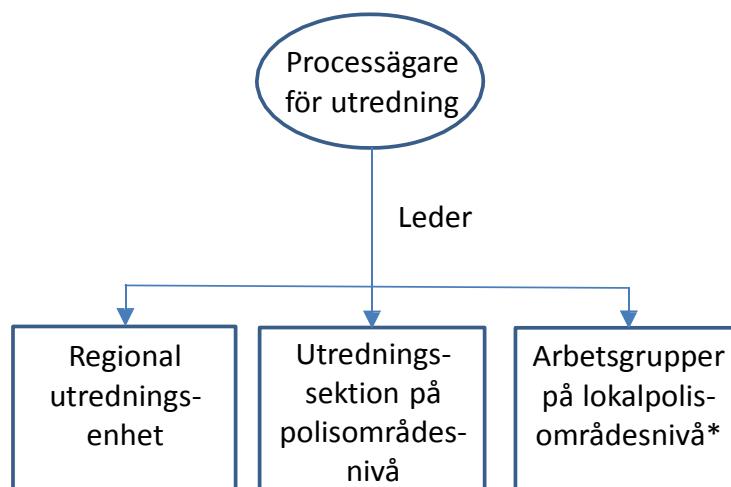 Processägare
för utredning
Leder
Regional
utrednings-
enhet
Utrednings-
sektion på
polisområdes-
nivå
Arbetsgrupper
på lokalpolis-
områdesnivå*